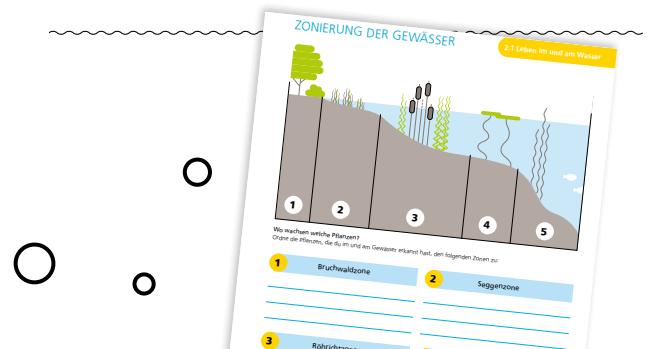 ZONIERUNG DER GEWÄSSER
2.1 Leben im und am Wasser
1
2
3
4
5
Wo wachsen welche Pflanzen?
Ordne die Pflanzen, die du im und am Gewässer erkannt hast, den folgenden Zonen zu:
1 Bruchwaldzone
2 Seggenzone
3